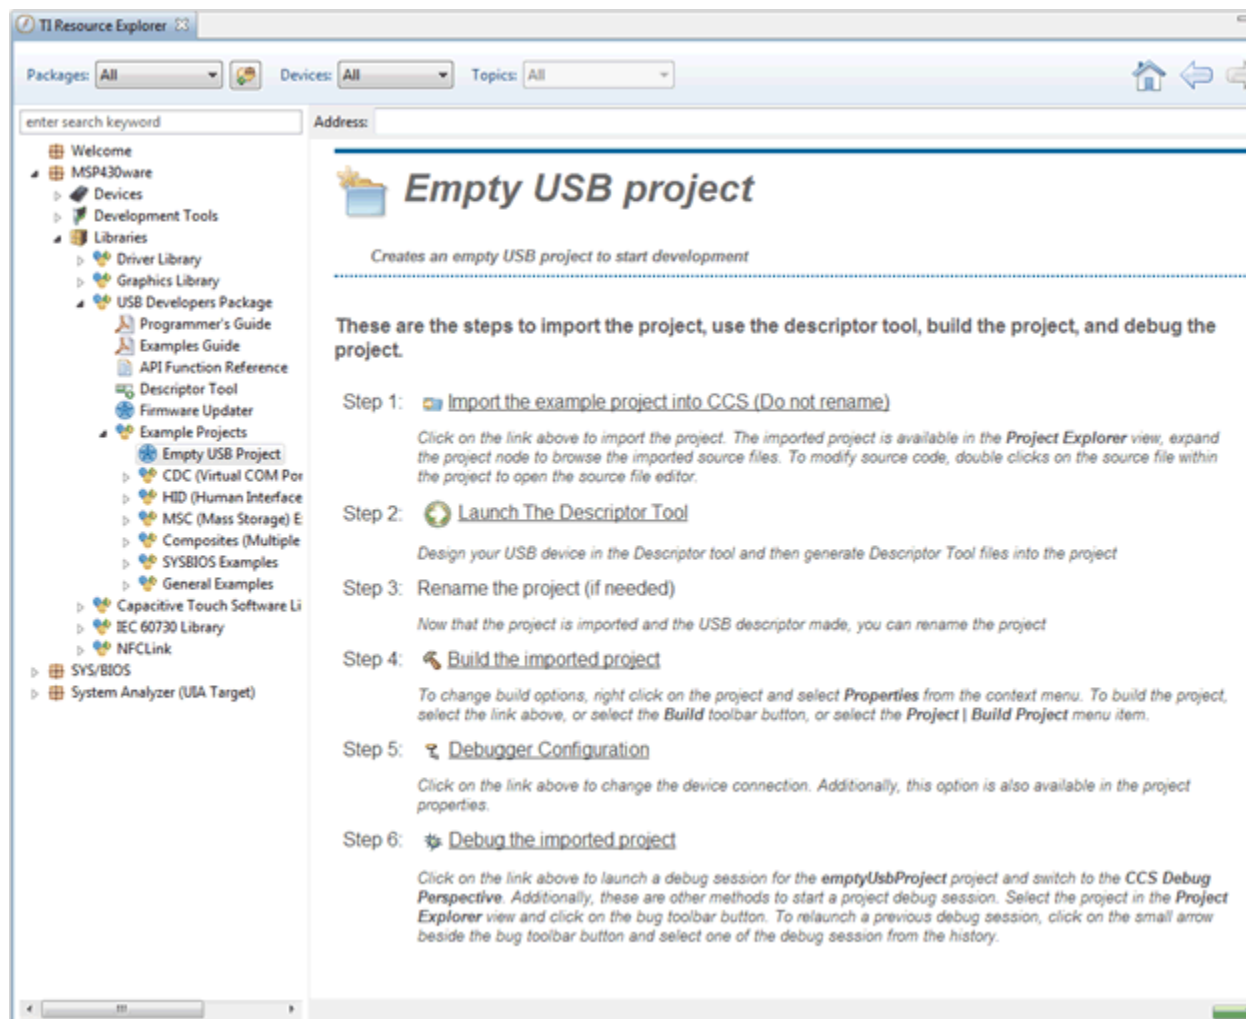 TI Resource Explorer
Packages: All Devices: All Topics: All
enter search keyword
Address:
Welcome
MSP430ware
Devices
Development Tools
Libraries
Driver Library
Graphics Library
USB Developers Package
Programmer's Guide
Examples Guide
API Function Reference
Descriptor Tool
Firmware Updater
Example Projects
Empty USB Project
CDC (Virtual COM Por
HID (Human Interface
MSC (Mass Storage) E
Composites (Multiple
SYSBIOS Examples
General Examples
Capacitive Touch Software Li
IEC 60730 Library
NFCLink
SYS/BIOS
System Analyzer (UIA Target)
Empty USB project
Creates an empty USB project to start development
These are the steps to import the project, use the descriptor tool, build the project, and debug the
project.
Step 1: Import the example project into CCS (Do not rename)
Click on the link above to import the project. The imported project is available in the Project Explorer view, expand
the project node to browse the imported source files. To modify source code, double clicks on the source file within
the project to open the source file editor.
Step 2: Launch The Descriptor Tool
Design your USB device in the Descriptor tool and then generate Descriptor Tool files into the project
Step 3: Rename the project (if needed)
Now that the project is imported and the USB descriptor made, you can rename the project
Step 4: Build the imported project
To change build options, right click on the project and select Properties from the context menu. To build the project,
select the link above, or select the Build toolbar button, or select the Project | Build Project menu item.
Step 5: Debugger Configuration
Click on the link above to change the device connection. Additionally, this option is also available in the project
properties.
Step 6: Debug the imported project
Click on the link above to launch a debug session for the emptyUsbProject project and switch to the CCS Debug
Perspective. Additionally, these are other methods to start a project debug session. Select the project in the Project
Explorer view and click on the bug toolbar button. To relaunch a previous debug session, click on the small arrow
beside the bug toolbar button and select one of the debug session from the history.